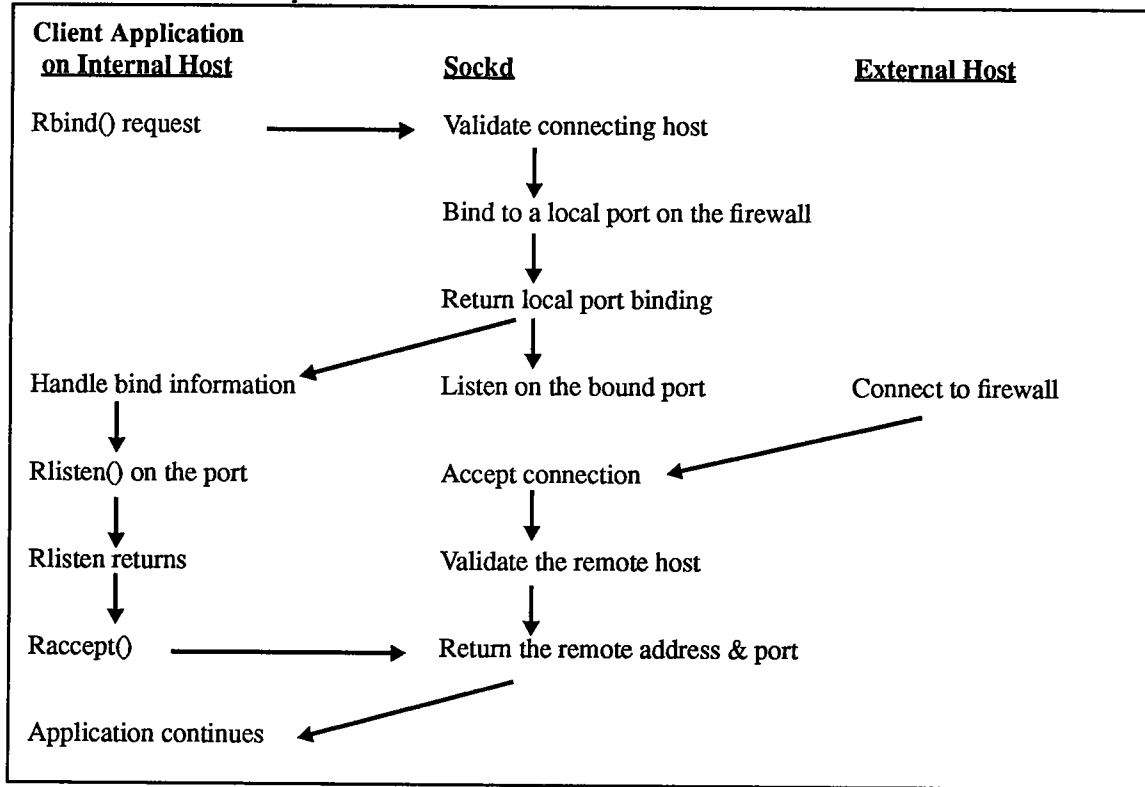 Client Application
on Internal Host
Sockd
External Host
Rbind() request
Validate connecting host
Bind to a local port on the firewall
Return local port binding
Handle bind information
Listen on the bound port
Connect to firewall
Rlisten() on the port
Accept connection
Rlisten returns
Validate the remote host
Raccept()
Return the remote address & port
Application continues